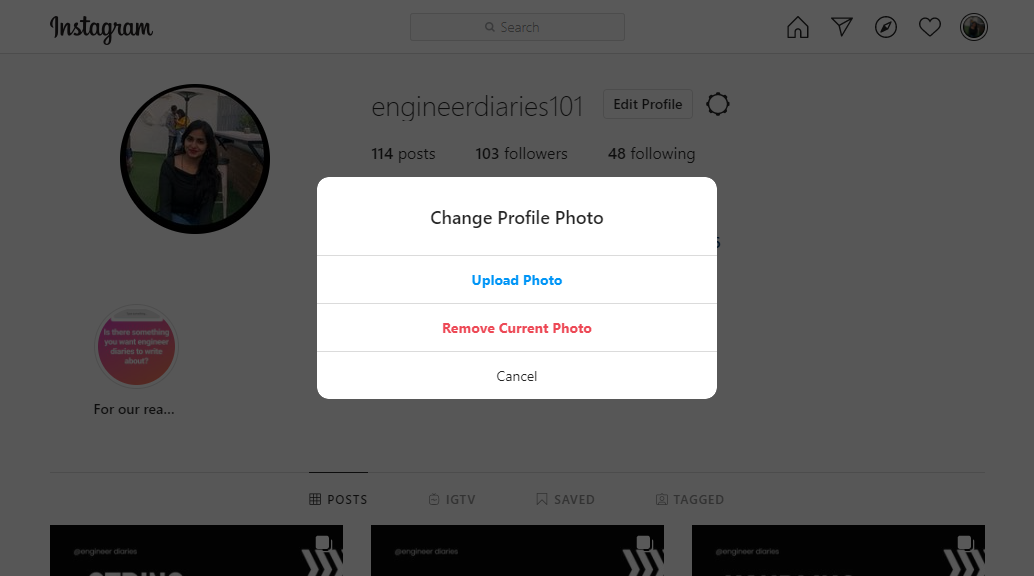 Instagram
Search
engineerdiaries101
Edit Profile
114 posts
103 followers
48 following
Change Profile Photo
Upload Photo
Remove Current Photo
Cancel
Is there something
you want engineer
diaries to write
about?
For our rea...
POSTS
IGTV
SAVED
TAGGED
@engineer diaries
@engineer diaries
@engineer diaries